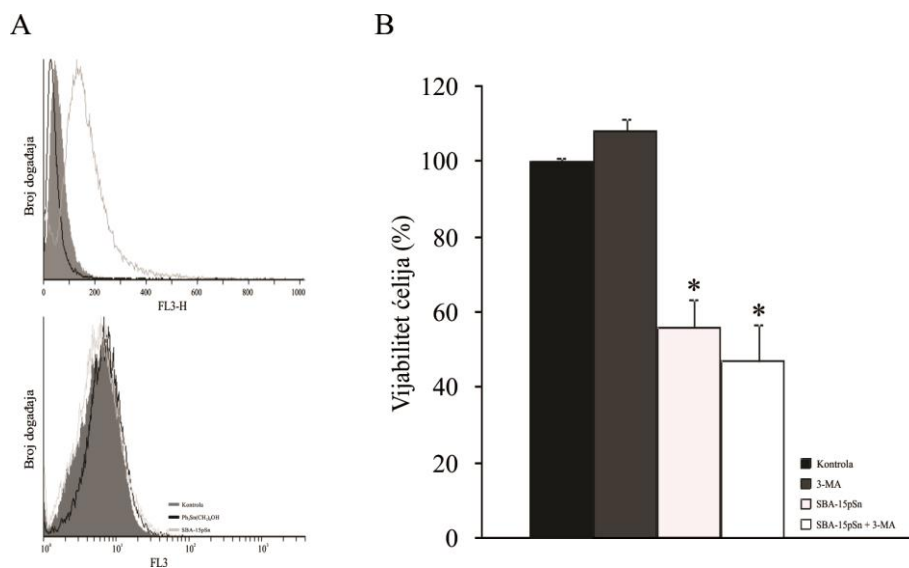 A
Broj događaja
0 200 400 600 800 1000
FL3-H
Broj događaja
Kontrola
Ph₃Sn(CH₂)₆OH
SBA-15pSn
10⁰ 10¹ 10² 10³
FL3
B
Vijabilitet ćelija (%)
120
100
80
60
40
20
0
*
*
Kontrola
3-MA
SBA-15pSn
SBA-15pSn + 3-MA